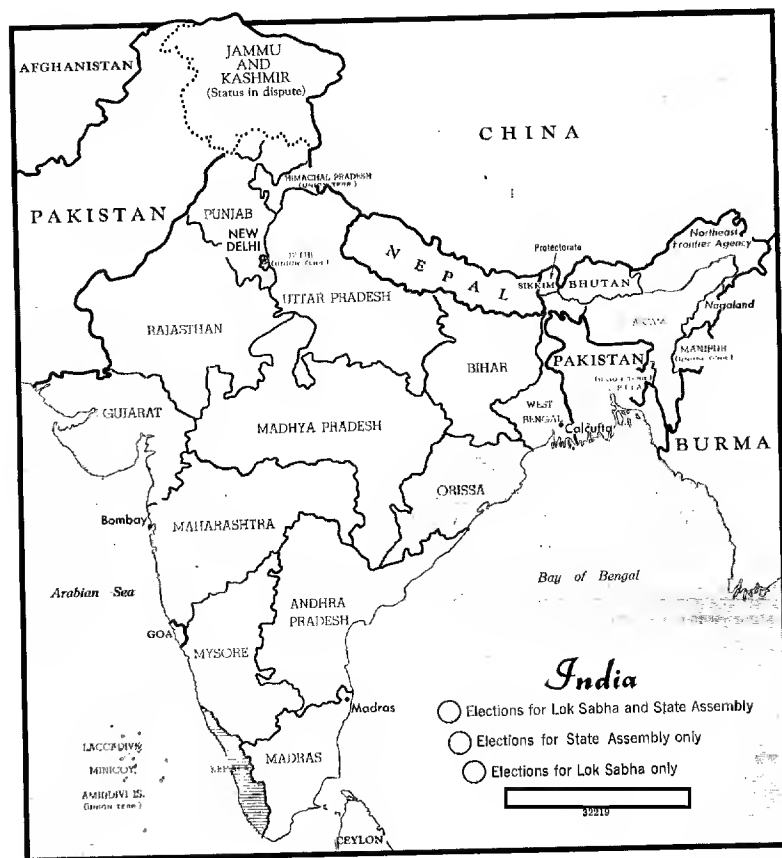 JAMMU
AND
KASHMIR
(Status in dispute)
AFGHANISTAN
CHINA
HIMACHAL PRADESH
PAKISTAN
PUNJAB
NEW
DELHI
NEPAL
Protectorate
SIKKIM
BHUTAN
Northeast
Frontier Agency
Nagaland
UTTAR PRADESH
RAJASTHAN
BIHAR
PAKISTAN
MANIPUR
GUJARAT
MADHYA PRADESH
WEST
BENGAL
Calcutta
BURMA
ORISSA
Bombay
MAHARASHTRA
Arabian Sea
Bay of Bengal
ANDHRA
PRADESH
GOA
MYSORE
India
Madras
Elections for Lok Sabha and State Assembly
Elections for State Assembly only
Elections for Lok Sabha only
32219
LACCADIVE
MINICOY,
AMINDIVI IS.
(UNION TERR.)
MADRAS
CEYLON